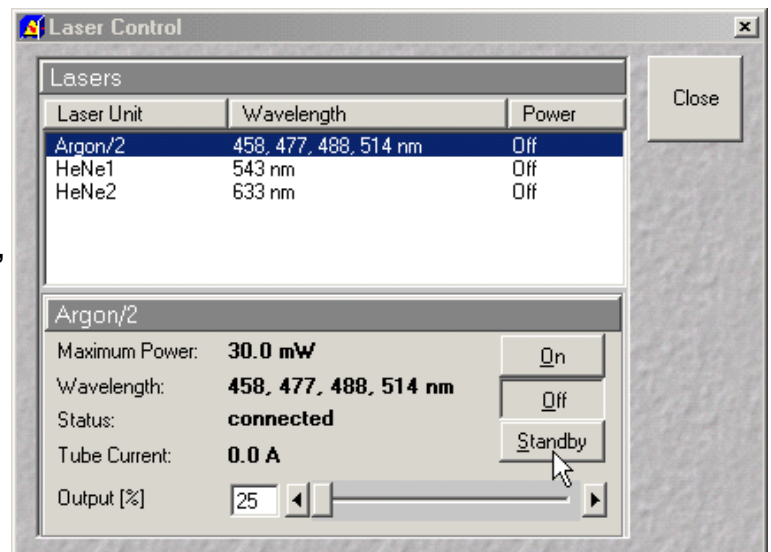 Laser Control
Lasers
Close
Laser Unit Wavelength Power
Argon/2 458, 477, 488, 514 nm Off
HeNe1 543 nm Off
HeNe2 633 nm Off
,
Argon/2
Maximum Power: 30.0 mW
On
Wavelength: 458, 477, 488, 514 nm
Off
Status: connected
Standby
Tube Current: 0.0 A
Output [%] 25